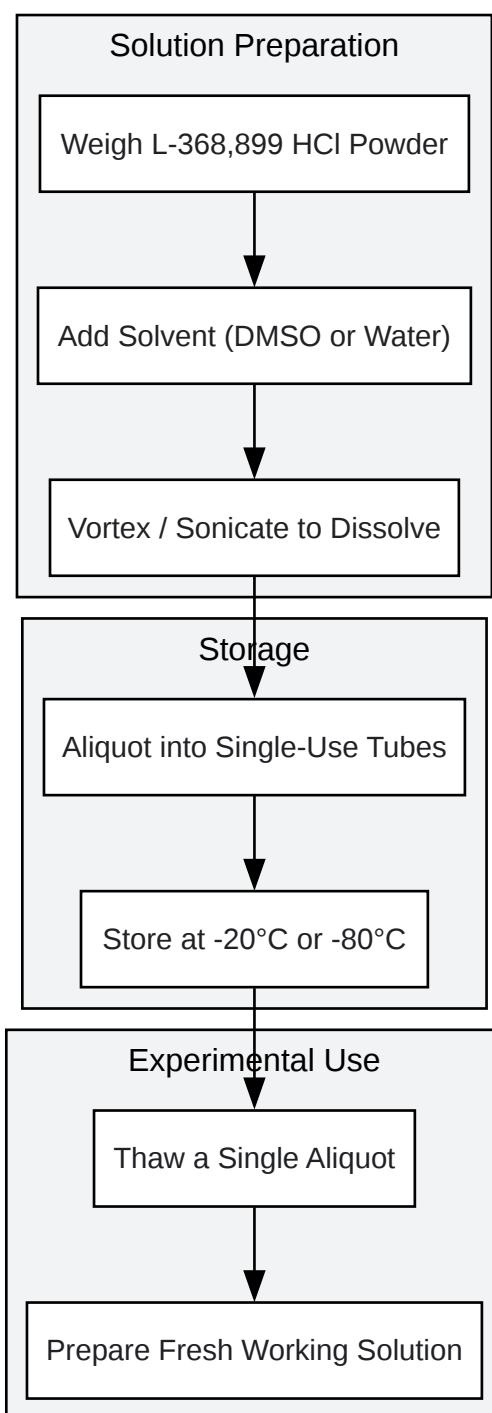 Solution Preparation
Weigh L-368,899 HCl Powder
Add Solvent (DMSO or Water)
Vortex / Sonicate to Dissolve
Storage
Aliquot into Single-Use Tubes
Store at -20°C or -80°C
Experimental Use
Thaw a Single Aliquot
Prepare Fresh Working Solution